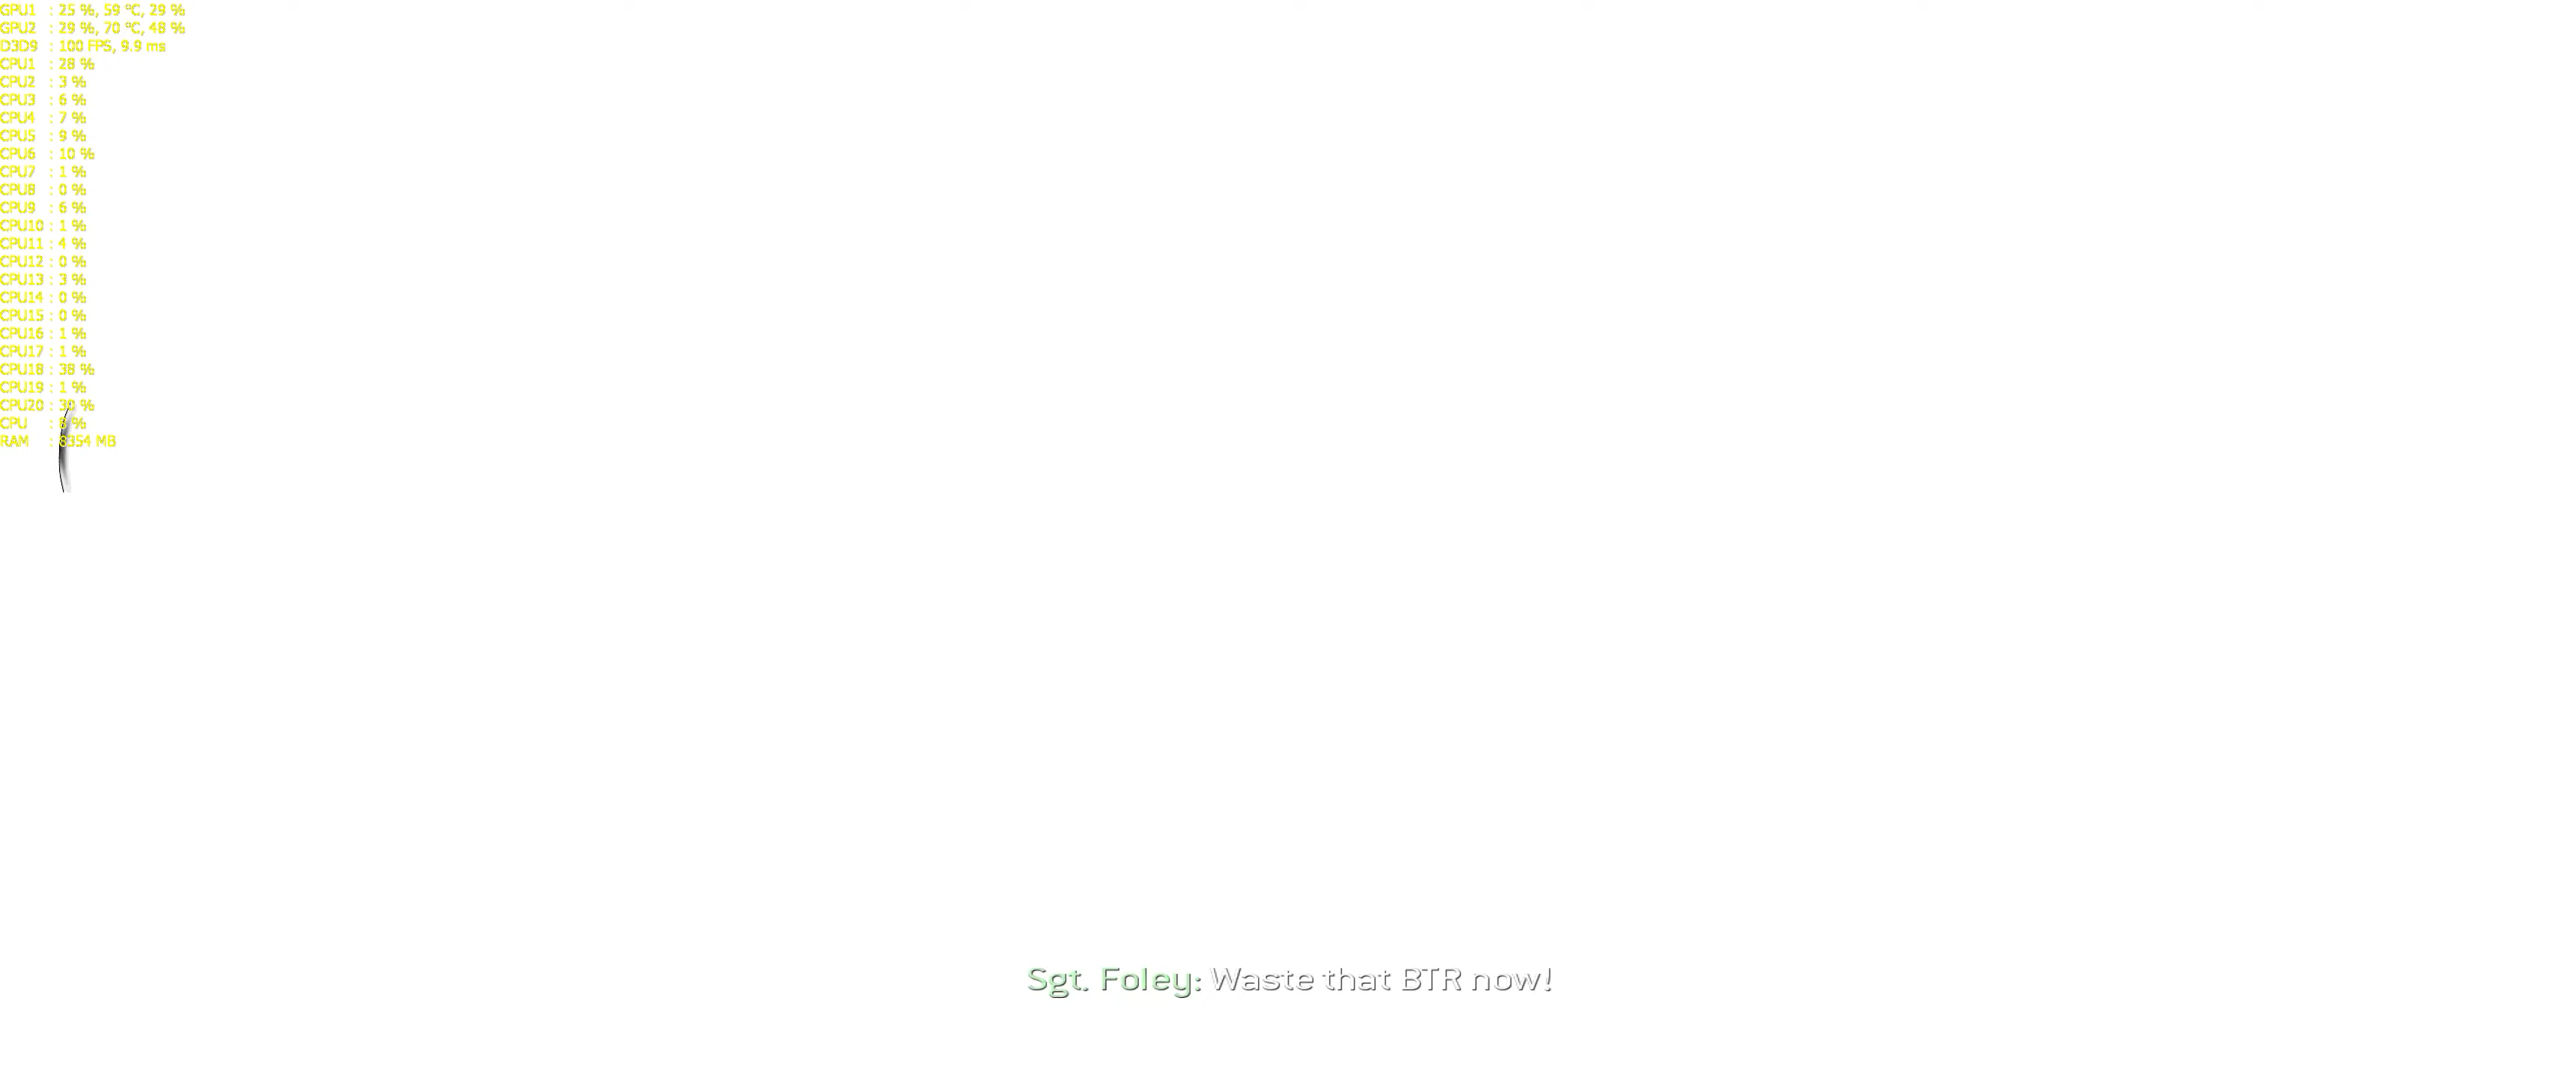 GPU1 : 25 %, 59 °C, 29 %
GPU2 : 29 %, 70 °C, 48 %
D3D9 : 100 FPS, 9.9 ms
CPU1 : 28 %
CPU2 : 3 %
CPU3 : 6 %
CPU4 : 7 %
CPU5 : 9 %
CPU6 : 10 %
CPU7 : 1 %
CPU8 : 0 %
CPU9 : 6 %
CPU10 : 1 %
CPU11 : 4 %
CPU12 : 0 %
CPU13 : 3 %
CPU14 : 0 %
CPU15 : 0 %
CPU16 : 1 %
CPU17 : 1 %
CPU18 : 38 %
CPU19 : 1 %
CPU20 : %
CPU : %
RAM : 8354 MB
Sgt. Foley: Waste that BTR now!